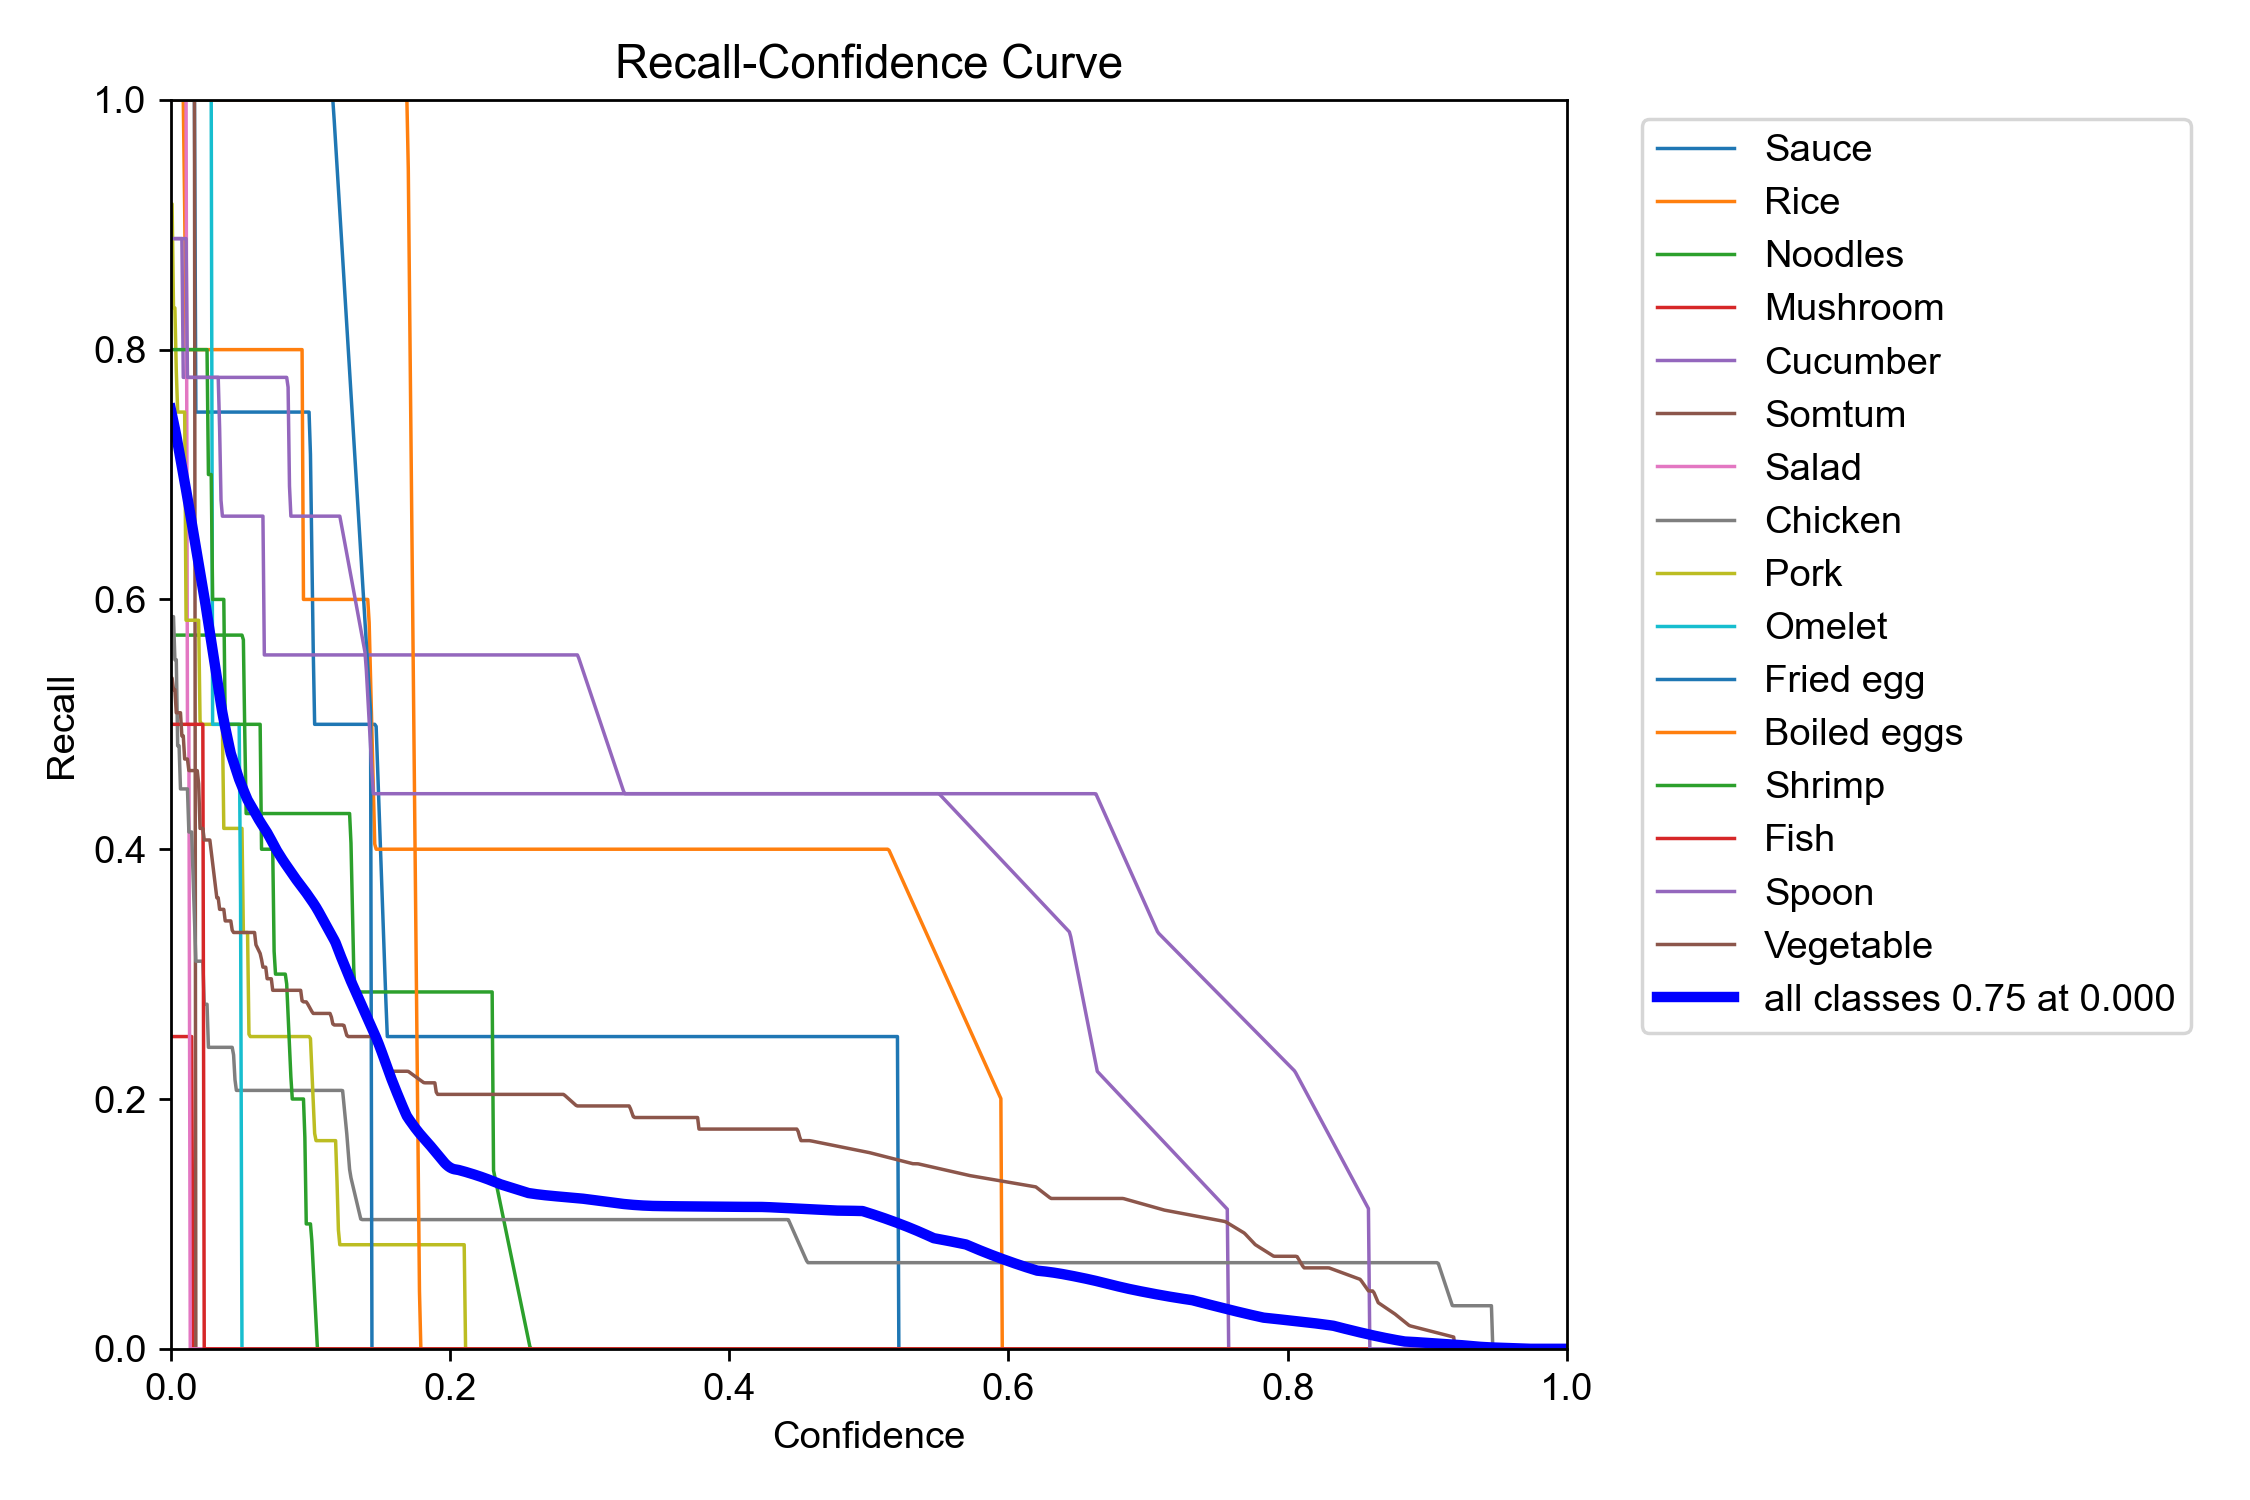 Recall-Confidence Curve
1.0
0.8
0.6
0.4
0.2
0.0
Recall
0.0 0.2 0.4 0.6 0.8 1.0
Confidence
Sauce
Rice
Noodles
Mushroom
Cucumber
Somtum
Salad
Chicken
Pork
Omelet
Fried egg
Boiled eggs
Shrimp
Fish
Spoon
Vegetable
all classes 0.75 at 0.000